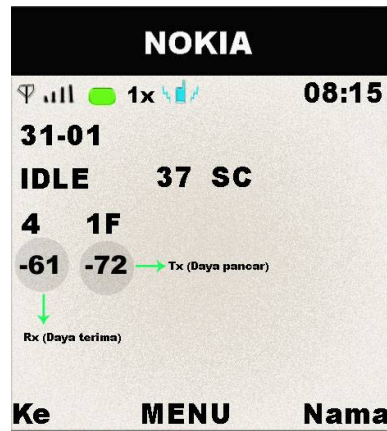 NOKIA
1x 08:15
31-01
IDLE 37 SC
4 1F
-61 -72 Tx (Daya pancar)
Rx (Daya terima)
Ke MENU Nama